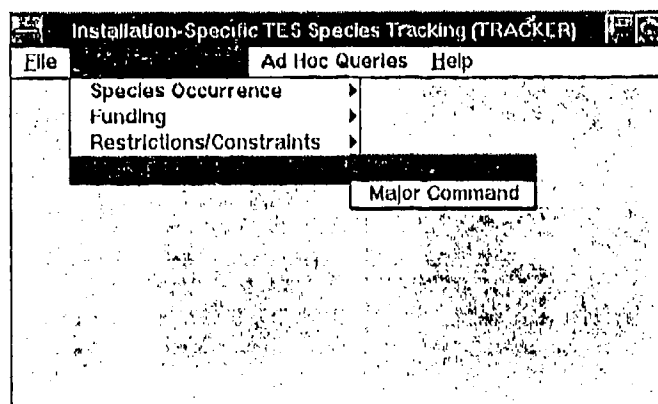 Installation-Specific TES Species Tracking (TRACKER)
File Ad Hoc Queries Help
Species Occurrence
Funding
Restrictions/Constraints
Major Command